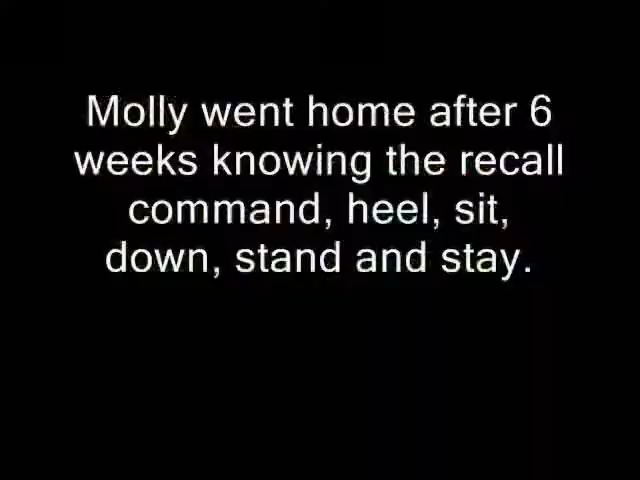 Molly went home after 6
weeks knowing the recall
command, heel, sit,
down, stand and stay.